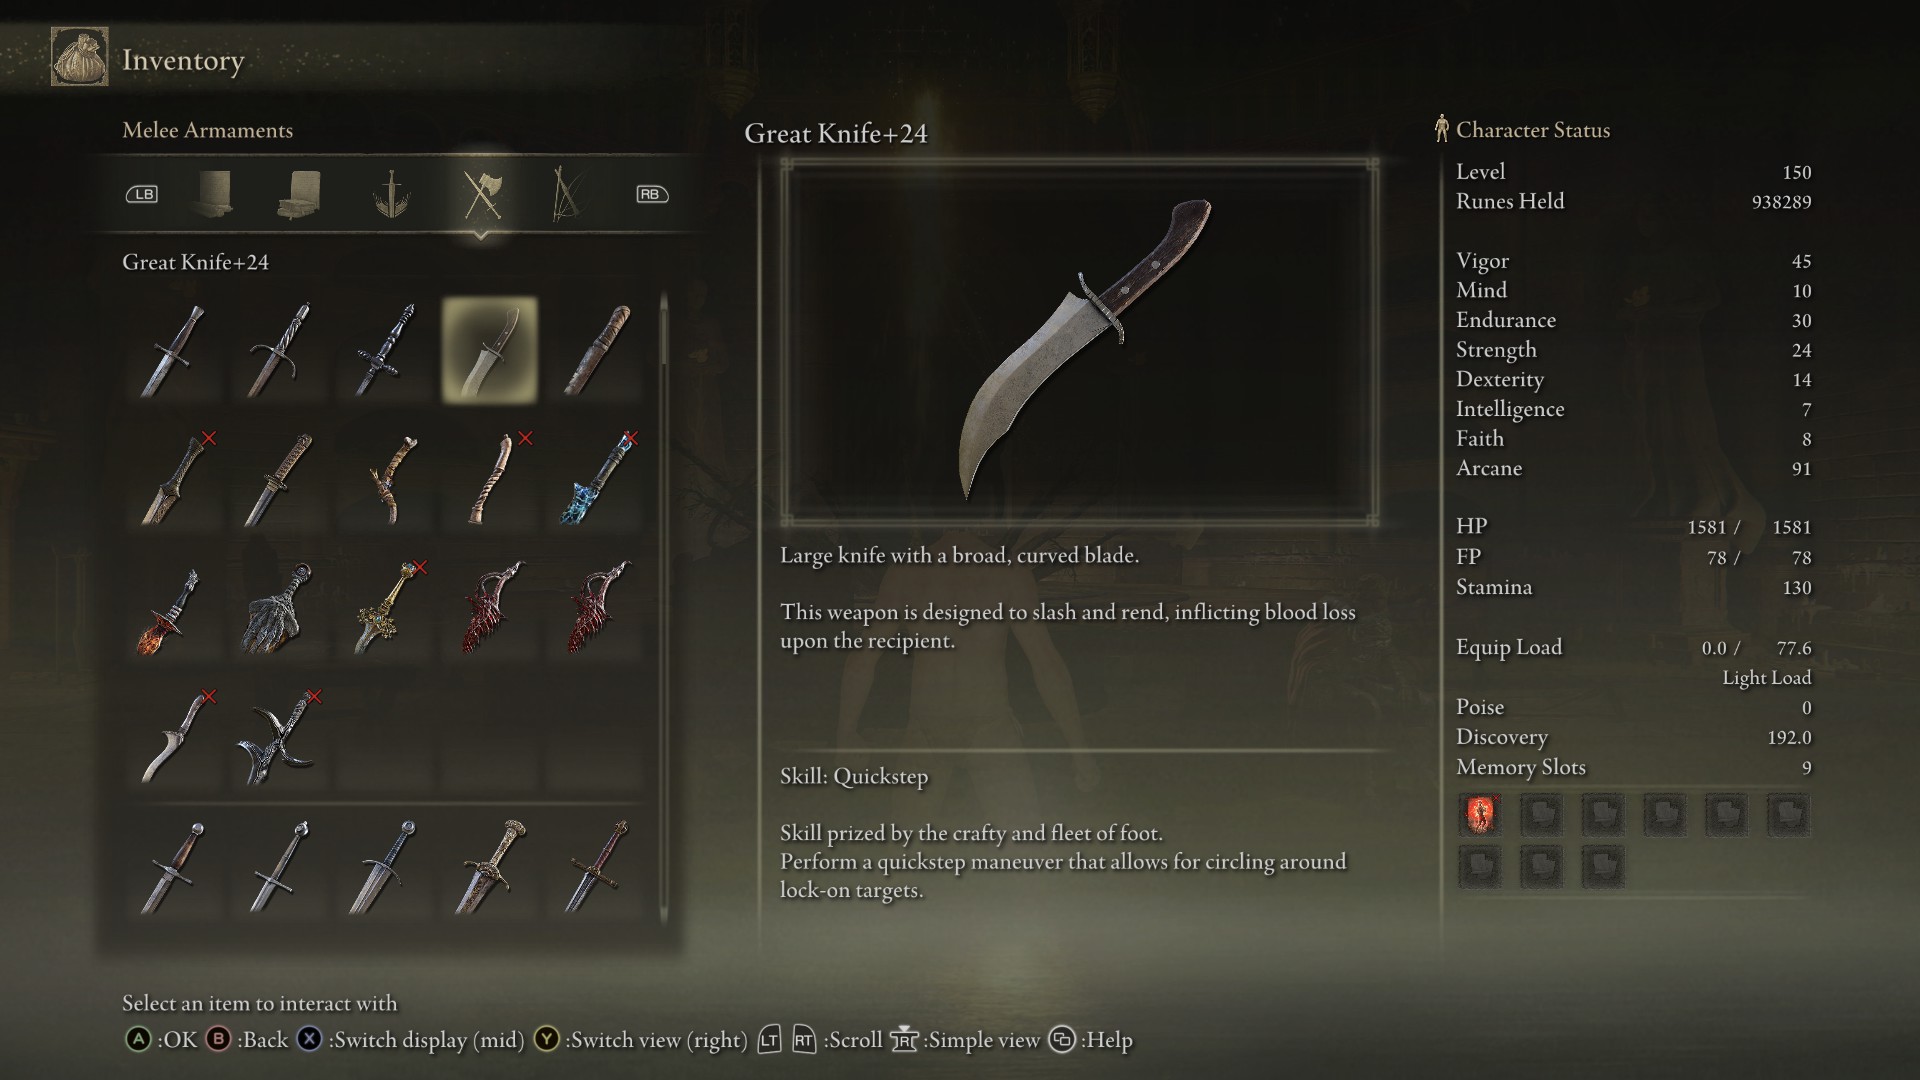 Inventory
Melee Armaments
LB
RB
Great Knife+24
Great Knife+24
Large knife with a broad, curved blade.
This weapon is designed to slash and rend, inflicting blood loss
upon the recipient.
Skill: Quickstep
Skill prized by the crafty and fleet of foot.
Perform a quickstep maneuver that allows for circling around
lock-on targets.
Character Status
Level 150
Runes Held 938289
Vigor 45
Mind 10
Endurance 30
Strength 24
Dexterity 14
Intelligence 7
Faith 8
Arcane 91
HP 1581 / 1581
FP 78 / 78
Stamina 130
Equip Load 0.0 / 77.6
Light Load
Poise 0
Discovery 192.0
Memory Slots 9
Select an item to interact with
A :OK B :Back X :Switch display (mid) Y :Switch view (right) LT RT :Scroll R :Simple view :Help